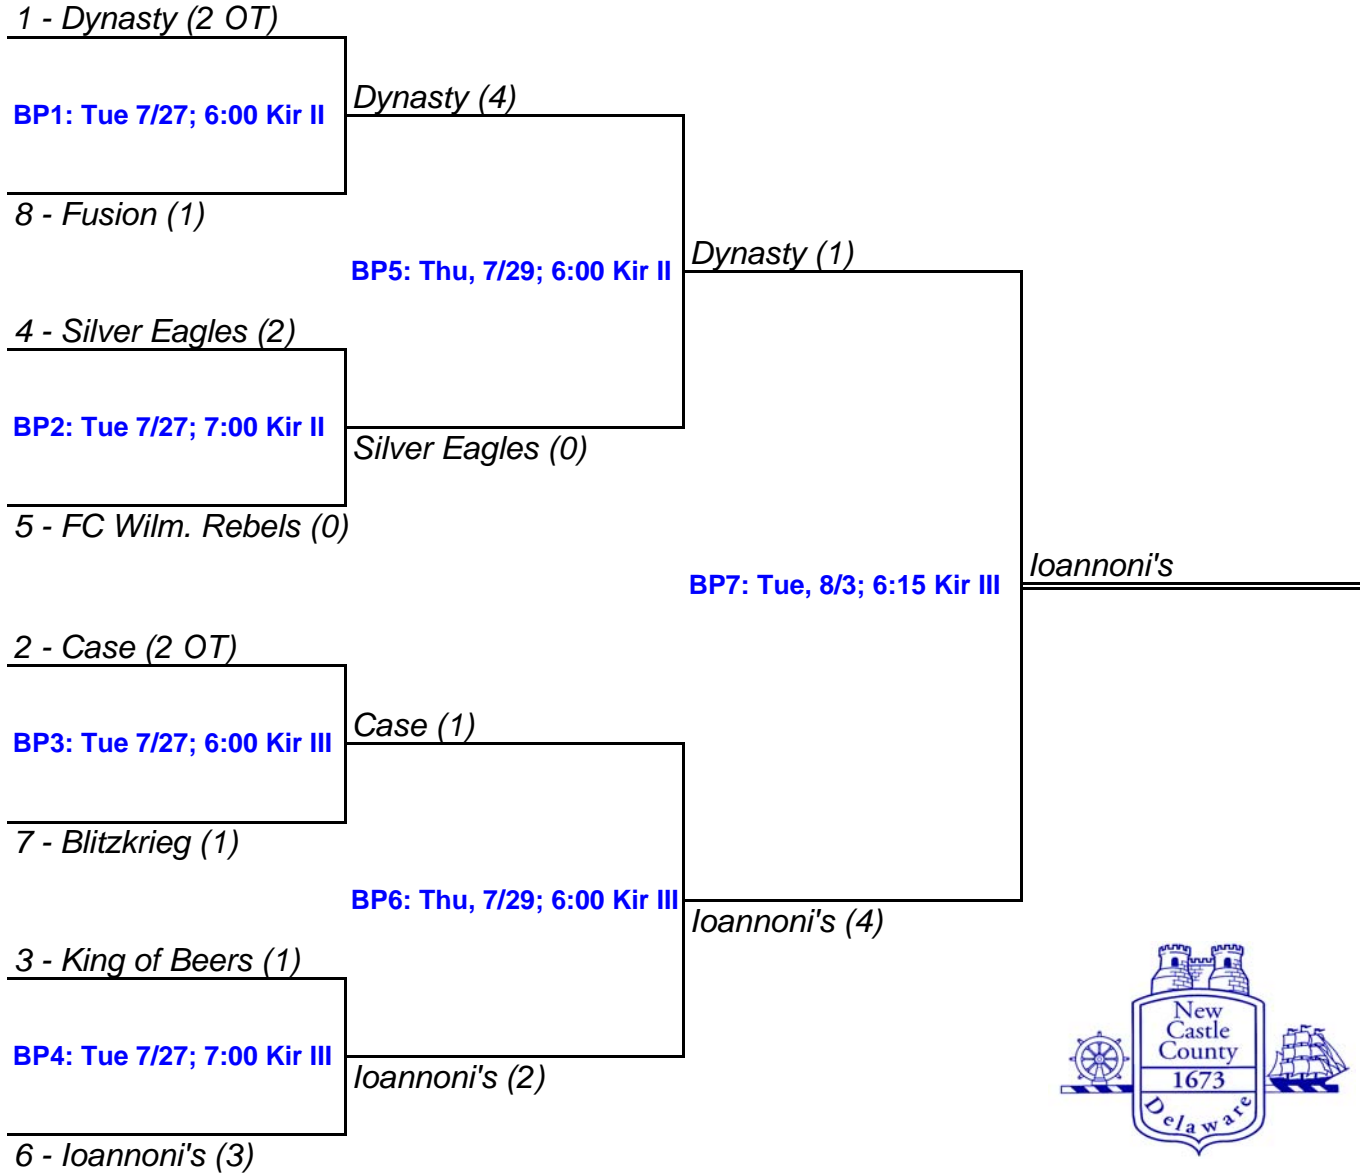 1 - Dynasty (2 OT)
BP1: Tue 7/27; 6:00 Kir II
Dynasty (4)
8 - Fusion (1)
BP5: Thu, 7/29; 6:00 Kir II
Dynasty (1)
4 - Silver Eagles (2)
BP2: Tue 7/27; 7:00 Kir II
Silver Eagles (0)
5 - FC Wilm. Rebels (0)
BP7: Tue, 8/3; 6:15 Kir III
Ioannoni's
2 - Case (2 OT)
BP3: Tue 7/27; 6:00 Kir III
Case (1)
7 - Blitzkrieg (1)
BP6: Thu, 7/29; 6:00 Kir III
Ioannoni's (4)
3 - King of Beers (1)
BP4: Tue 7/27; 7:00 Kir III
Ioannoni's (2)
6 - Ioannoni's (3)
New
Castle
County
1673
Delaware